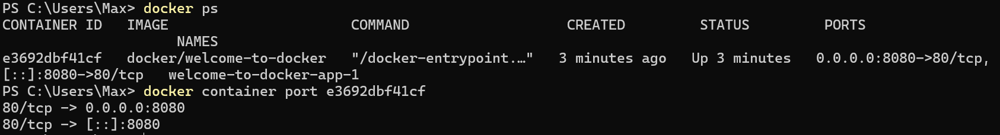 PS C:\Users\Max> docker ps
CONTAINER ID   IMAGE                      COMMAND                   CREATED         STATUS         PORTS
                     NAMES
e3692dbf41cf   docker/welcome-to-docker   "/docker-entrypoint.…"   3 minutes ago   Up 3 minutes   0.0.0.0:8080->80/tcp,
[::]:8080->80/tcp   welcome-to-docker-app-1
PS C:\Users\Max> docker container port e3692dbf41cf
80/tcp -> 0.0.0.0:8080
80/tcp -> [::]:8080